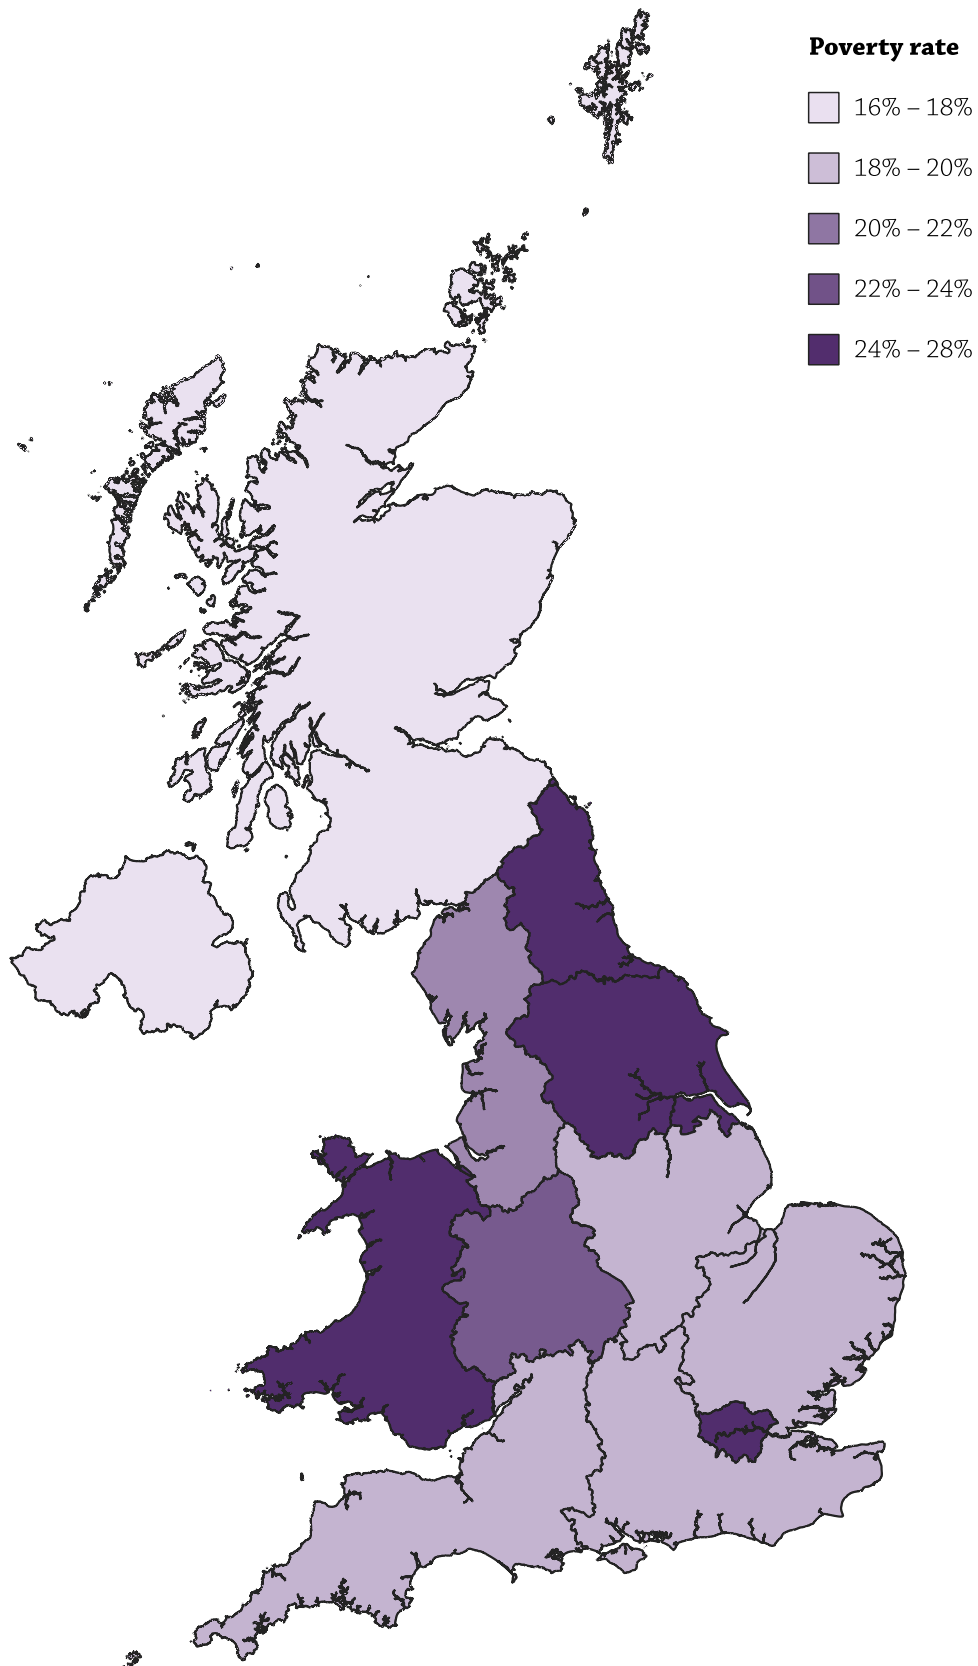 Poverty rate
16% – 18%
18% – 20%
20% – 22%
22% – 24%
24% – 28%